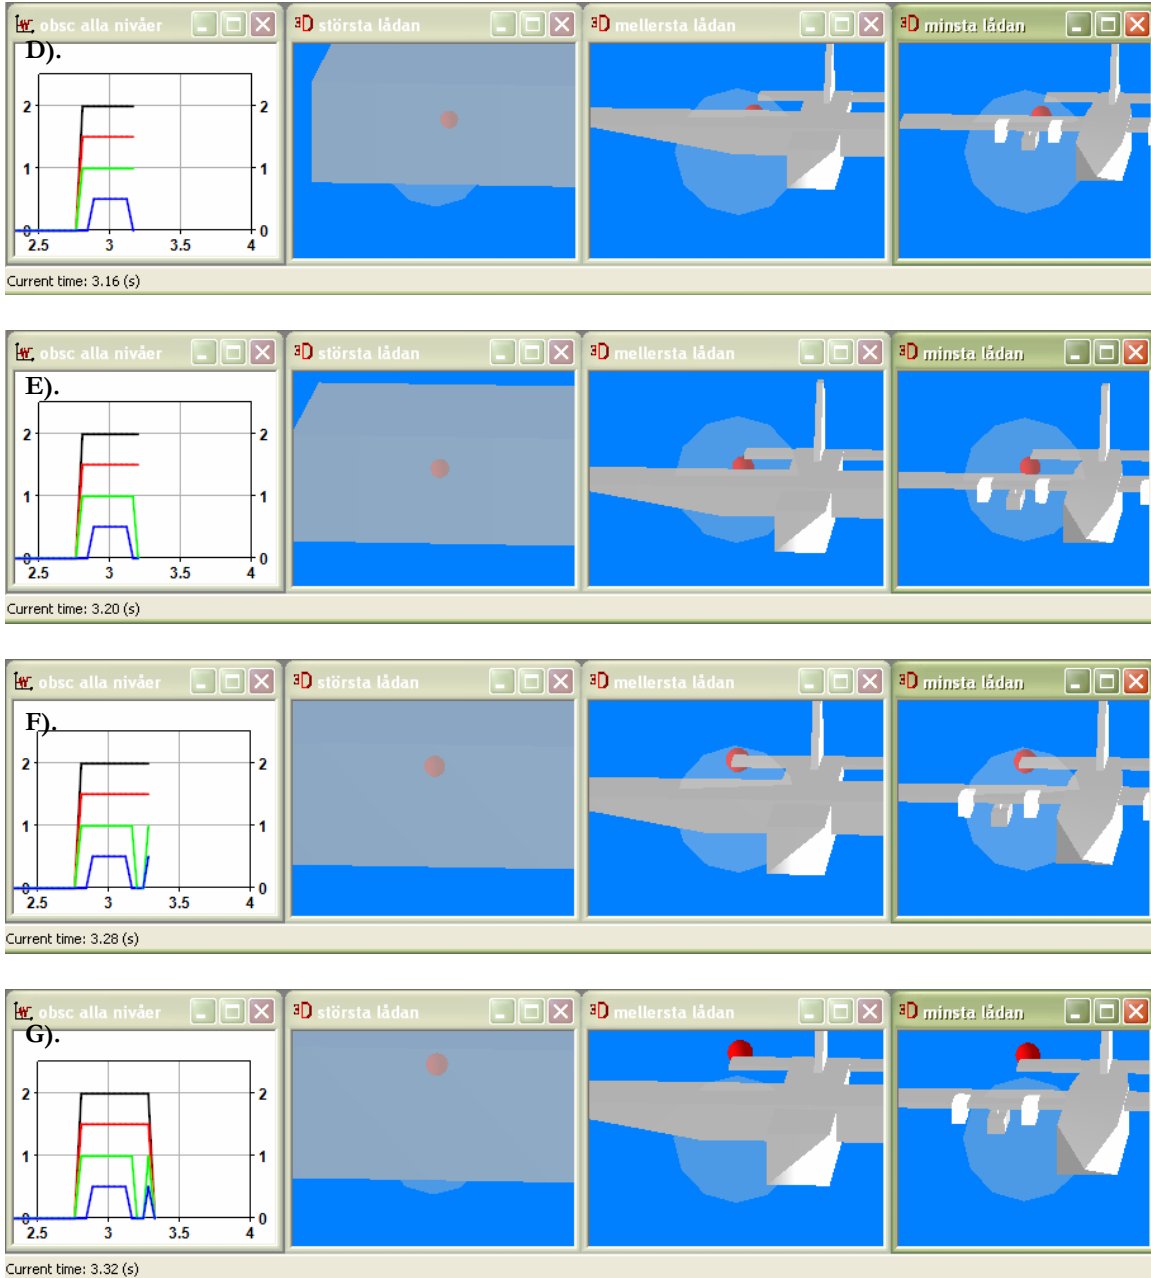 obsc alla nivåer 3D största lådan 3D mellersta lådan 3D minsta lådan
D).
2 2
1 1
0 0
2.5 3 3.5 4
Current time: 3.16 (s)
obsc alla nivåer 3D största lådan 3D mellersta lådan 3D minsta lådan
E).
2 2
1 1
0 0
2.5 3 3.5 4
Current time: 3.20 (s)
obsc alla nivåer 3D största lådan 3D mellersta lådan 3D minsta lådan
F).
2 2
1 1
0 0
2.5 3 3.5 4
Current time: 3.28 (s)
obsc alla nivåer 3D största lådan 3D mellersta lådan 3D minsta lådan
G).
2 2
1 1
0 0
2.5 3 3.5 4
Current time: 3.32 (s)